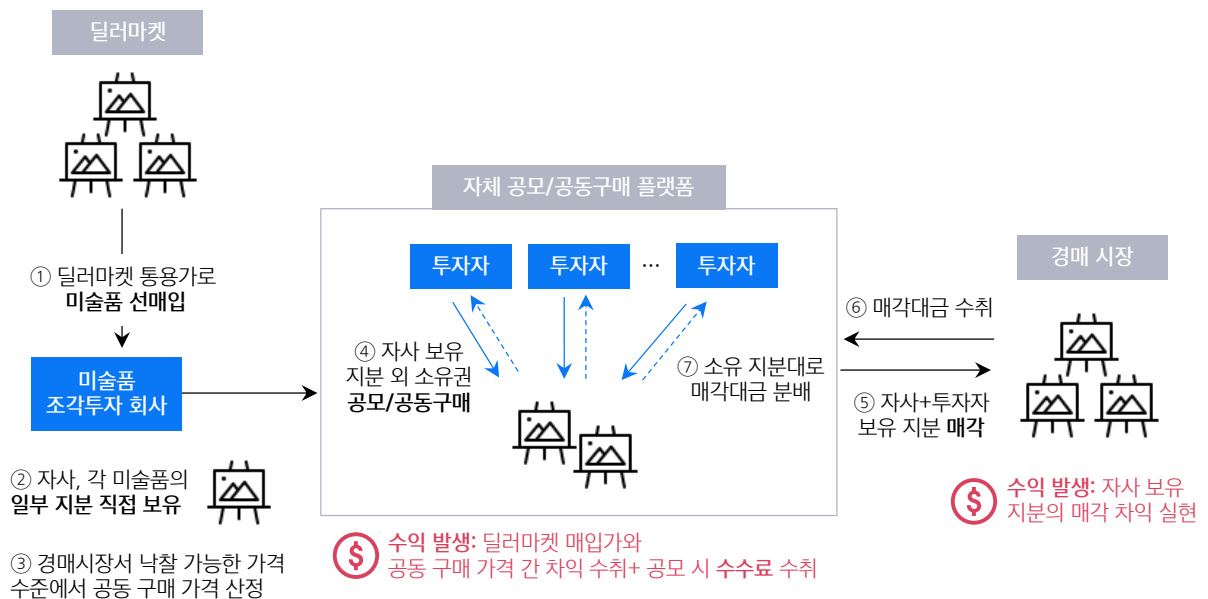 딜러마켓
① 딜러마켓 통용가로
미술품 선매입
미술품
조각투자 회사
② 자사, 각 미술품의
일부 지분 직접 보유
③ 경매시장서 낙찰 가능한 가격
수준에서 공동 구매 가격 산정
자체 공모/공동구매 플랫폼
투자자
투자자
...
투자자
④ 자사 보유
지분 외 소유권
공모/공동구매
⑦ 소유 지분대로
매각대금 분배
$
수익 발생: 딜러마켓 매입가와
공동 구매 가격 간 차익 수취+ 공모 시 수수료 수취
경매 시장
⑥ 매각대금 수취
⑤ 자사+투자자
보유 지분 매각
$
수익 발생: 자사 보유
지분의 매각 차익 실현